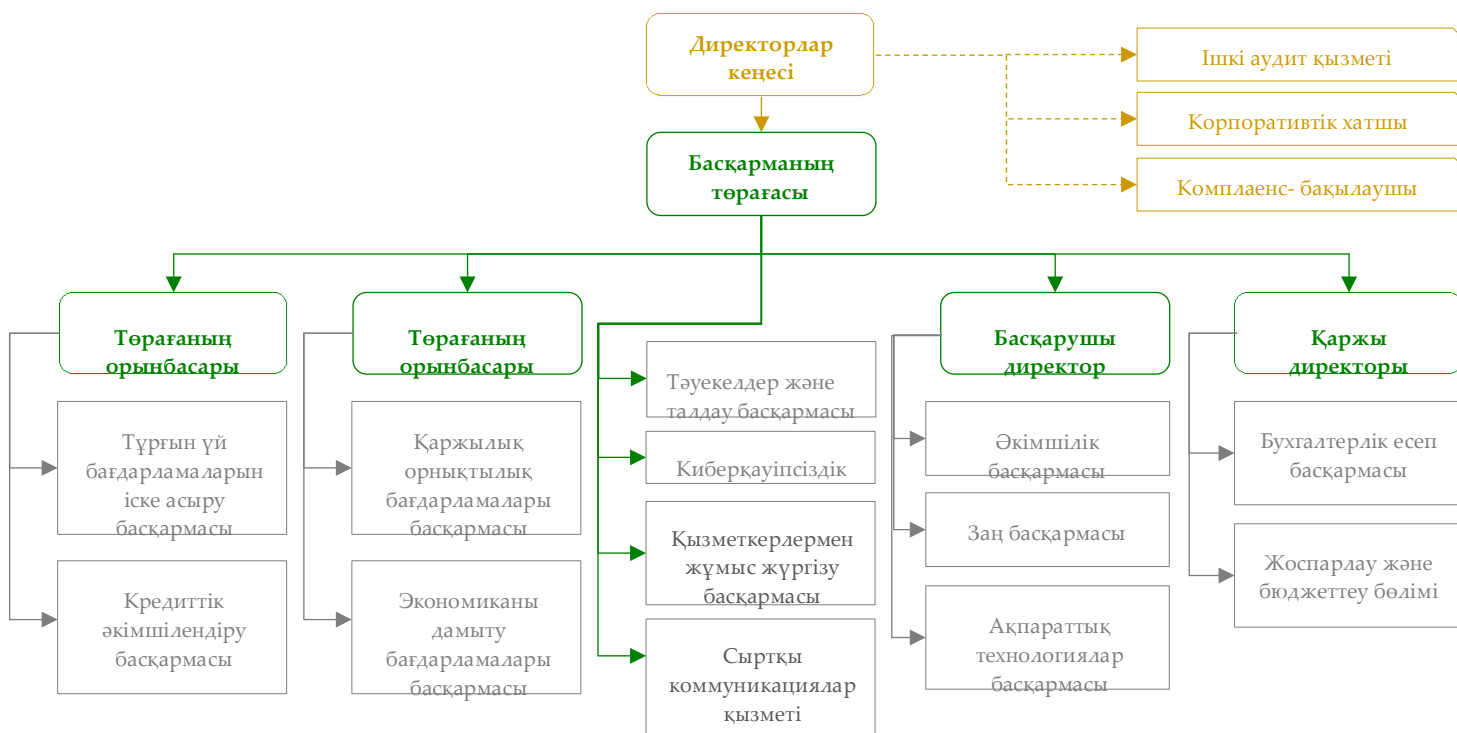 Директорлар
кеңесі
Ішкі аудит қызметі
Корпоративтік хатшы
Комплаенс- бақылаушы
Басқарманың
төрағасы
Төрағаның
орынбасары
Төрағаның
орынбасары
Басқарушы
директор
Қаржы
директоры
Тұрғын үй
бағдарламаларын
іске асыру
басқармасы
Кредиттік
әкімшілендіру
басқармасы
Қаржылық
орнықтылық
бағдарламалары
басқармасы
Экономиканы
дамыту
бағдарламалары
басқармасы
Тәуекелдер және
талдау басқармасы
Киберқауіпсіздік
Қызметкерлермен
жұмыс жүргізу
басқармасы
Сыртқы
коммуникациялар
қызметі
Әкімшілік
басқармасы
Заң басқармасы
Ақпараттық
технологиялар
басқармасы
Бухгалтерлік есеп
басқармасы
Жоспарлау және
бюджеттеу бөлімі